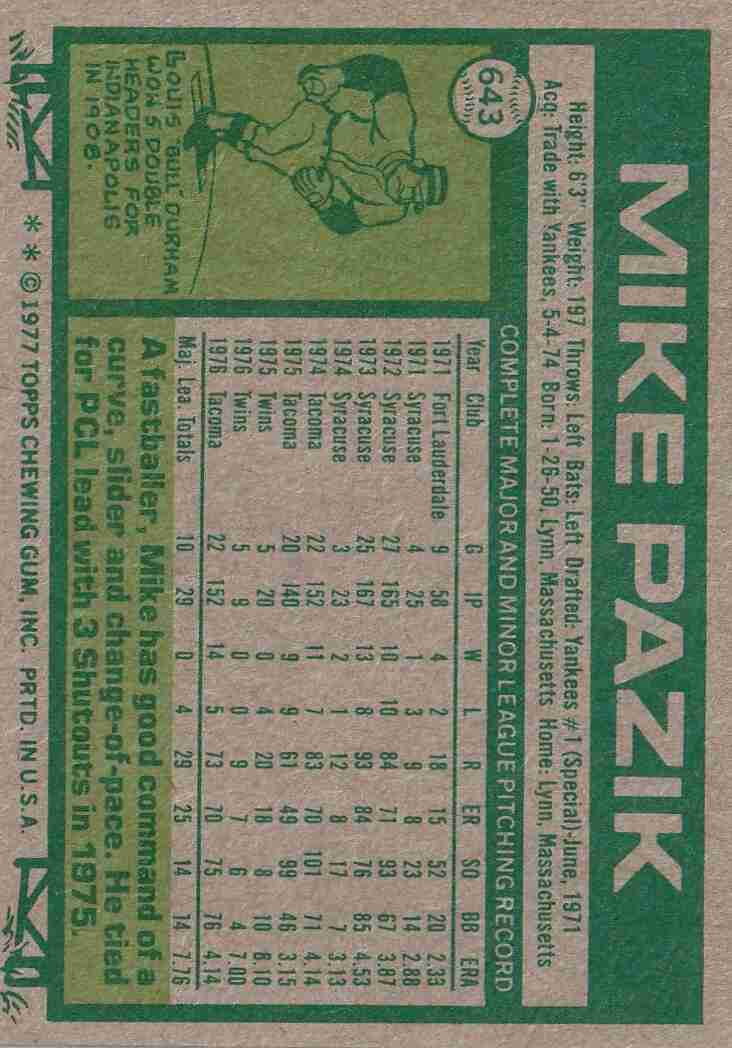 MIKE PAZIK
643
Height: 6'3" Weight: 197 Throws: Left Bats: Left Drafted: Yankees #1 (Special)-June, 1971
Acq: Trade with Yankees, 5-4-74 Born: 1-26-50, Lynn, Massachusetts Home: Lynn, Massachusetts
COMPLETE MAJOR AND MINOR LEAGUE PITCHING RECORD
Year Club G IP W L R ER SO BB ERA
1971 Fort Lauderdale 9 58 4 2 18 15 52 20 2.33
1971 Syracuse 4 25 1 3 9 8 23 14 2.88
1972 Syracuse 27 165 10 10 84 71 93 67 3.87
1973 Syracuse 25 167 13 8 93 84 76 85 4.53
1974 Syracuse 3 23 2 1 12 8 17 7 3.13
1974 Tacoma 22 152 11 7 83 70 101 71 4.14
1975 Tacoma 20 140 9 9 61 49 99 46 3.15
1975 Twins 5 20 0 4 20 18 8 10 8.10
1976 Twins 5 9 0 0 9 7 6 4 7.00
1976 Tacoma 22 152 14 5 73 70 75 76 4.14
Maj. Lea. Totals 10 29 0 4 29 25 14 14 7.76
LOUIS "BULL" DURHAM
WON 5 DOUBLE
HEADERS FOR
INDIANAPOLIS
IN 1908.
A fastballer, Mike has good command of a
curve, slider and change-of-pace. He tied
for PCL lead with 3 Shutouts in 1975.
* * © 1977 TOPPS CHEWING GUM, INC. PRTD. IN U.S.A.